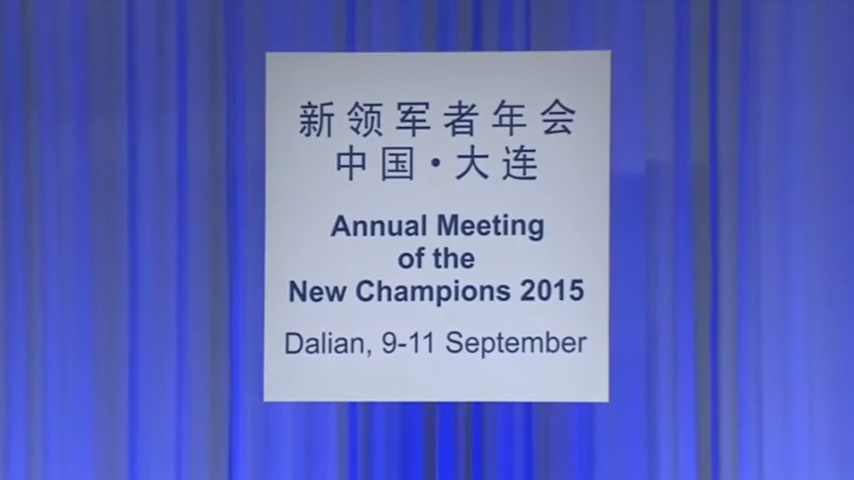 新领军者年会
中国·大连
Annual Meeting
of the
New Champions 2015
Dalian, 9-11 September